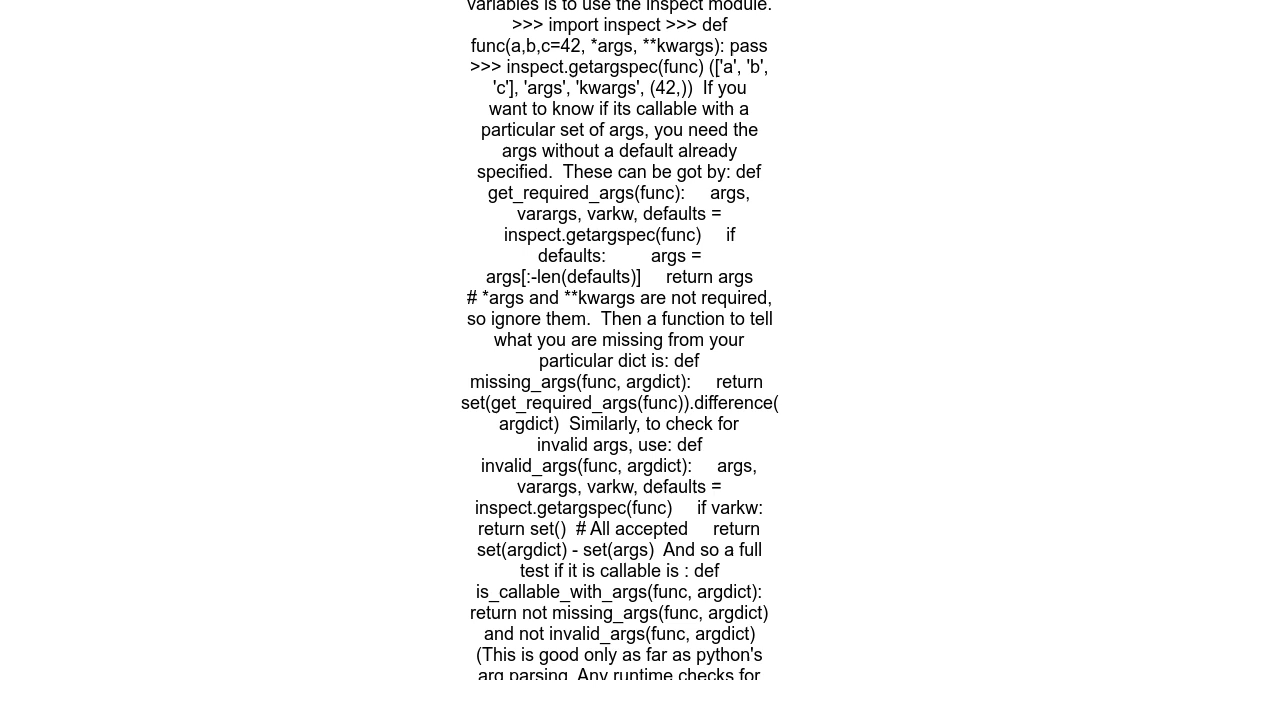 variables is to use the inspect module.
>>> import inspect >>> def
func(a,b,c=42, *args, **kwargs): pass
>>> inspect.getargspec(func) (['a', 'b',
'c'], 'args', 'kwargs', (42,))  If you
want to know if its callable with a
particular set of args, you need the
args without a default already
specified.  These can be got by: def
get_required_args(func):     args,
varargs, varkw, defaults =
inspect.getargspec(func)     if
defaults:         args =
args[:-len(defaults)]     return args
# *args and **kwargs are not required,
so ignore them.  Then a function to tell
what you are missing from your
particular dict is: def
missing_args(func, argdict):     return
set(get_required_args(func)).difference(
argdict)  Similarly, to check for
invalid args, use: def
invalid_args(func, argdict):     args,
varargs, varkw, defaults =
inspect.getargspec(func)     if varkw:
return set()  # All accepted     return
set(argdict) - set(args)  And so a full
test if it is callable is : def
is_callable_with_args(func, argdict):
return not missing_args(func, argdict)
and not invalid_args(func, argdict)
(This is good only as far as python's
arg parsing. Any runtime checks for